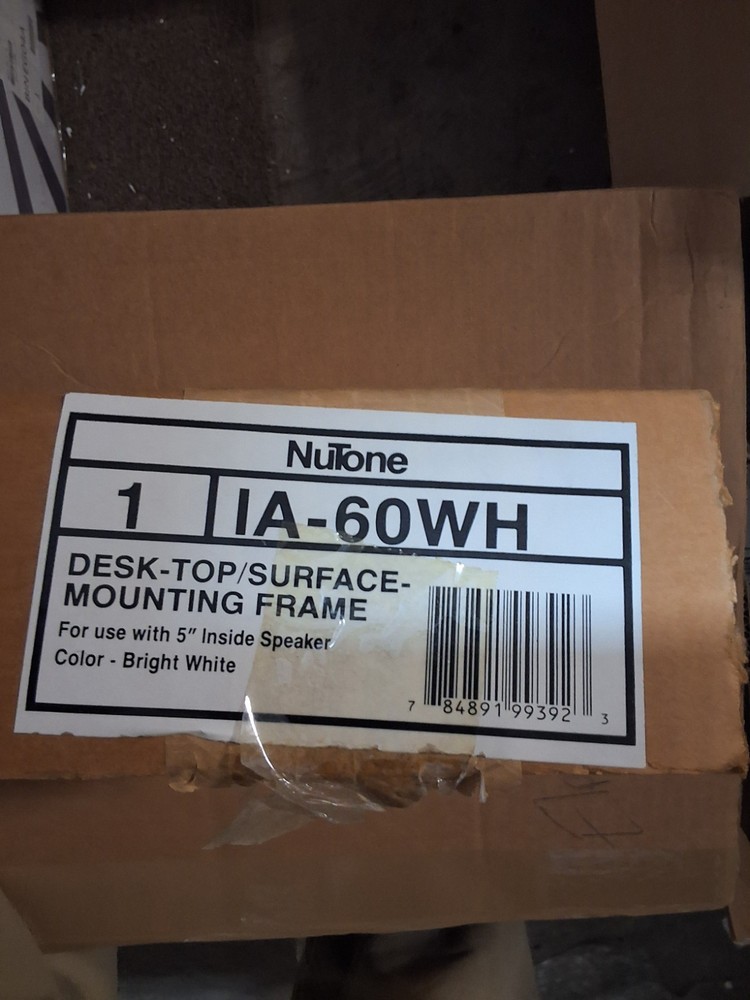 NuTone
1
IA-60WH
DESK-TOP/SURFACE-
MOUNTING FRAME
For use with 5" Inside Speaker
Color - Bright White
7 84891 99392 3